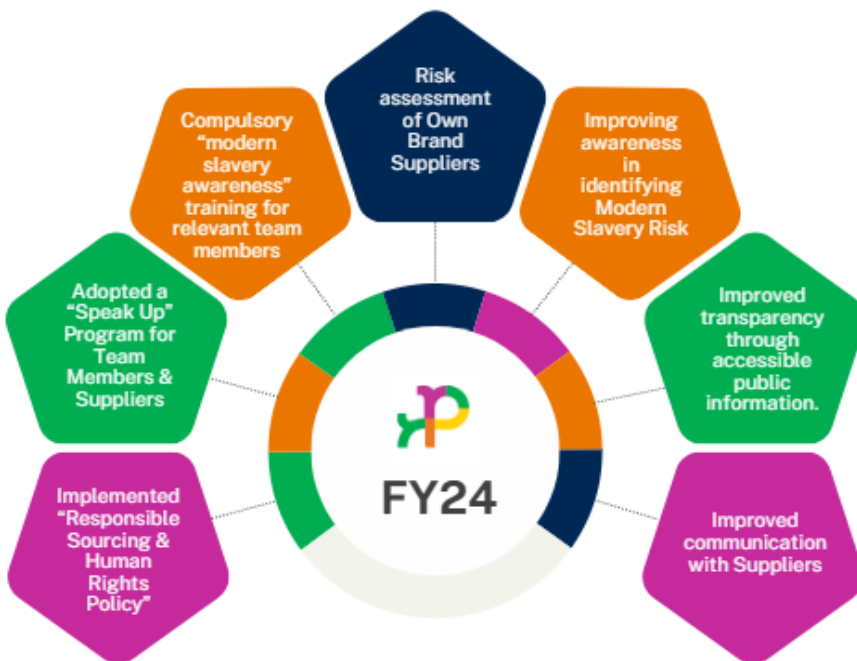 Risk
assessment
of Own
Brand
Suppliers
Compulsory
“modern
slavery
awareness”
training for
relevant team
members
Improving
awareness
in
identifying
Modern
Slavery Risk
Adopted a
“Speak Up”
Program for
Team
Members &
Suppliers
Improved
transparency
through
accessible
public
information.
Implemented
“Responsible
Sourcing &
Human
Rights
Policy”
FY24
Improved
communication
with Suppliers